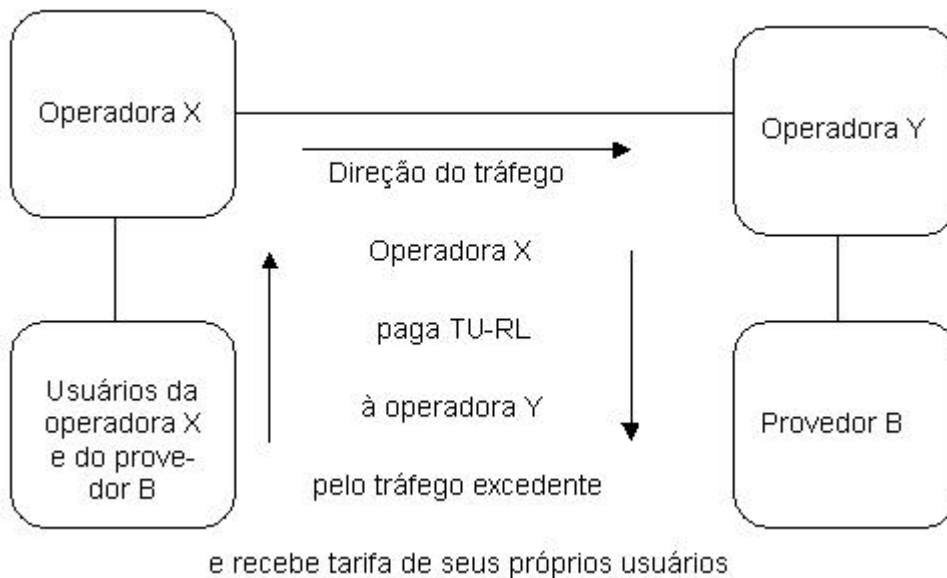 Operadora X
Operadora Y
Direção do tráfego
Operadora X
paga TU-RL
à operadora Y
pelo tráfego excedente
Usuários da
operadora X
e do prove-
dor B
Provedor B
e recebe tarifa de seus próprios usuários